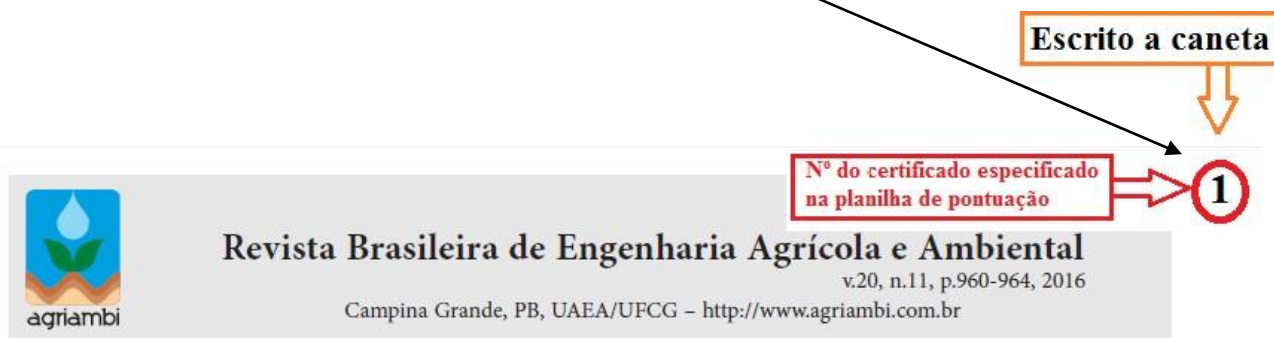 Escrito a caneta
Nº do certificado especificado
na planilha de pontuação
1
Revista Brasileira de Engenharia Agrícola e Ambiental
v.20, n.11, p.960-964, 2016
Campina Grande, PB, UAEA/UFCG – http://www.agriambi.com.br
agriambi